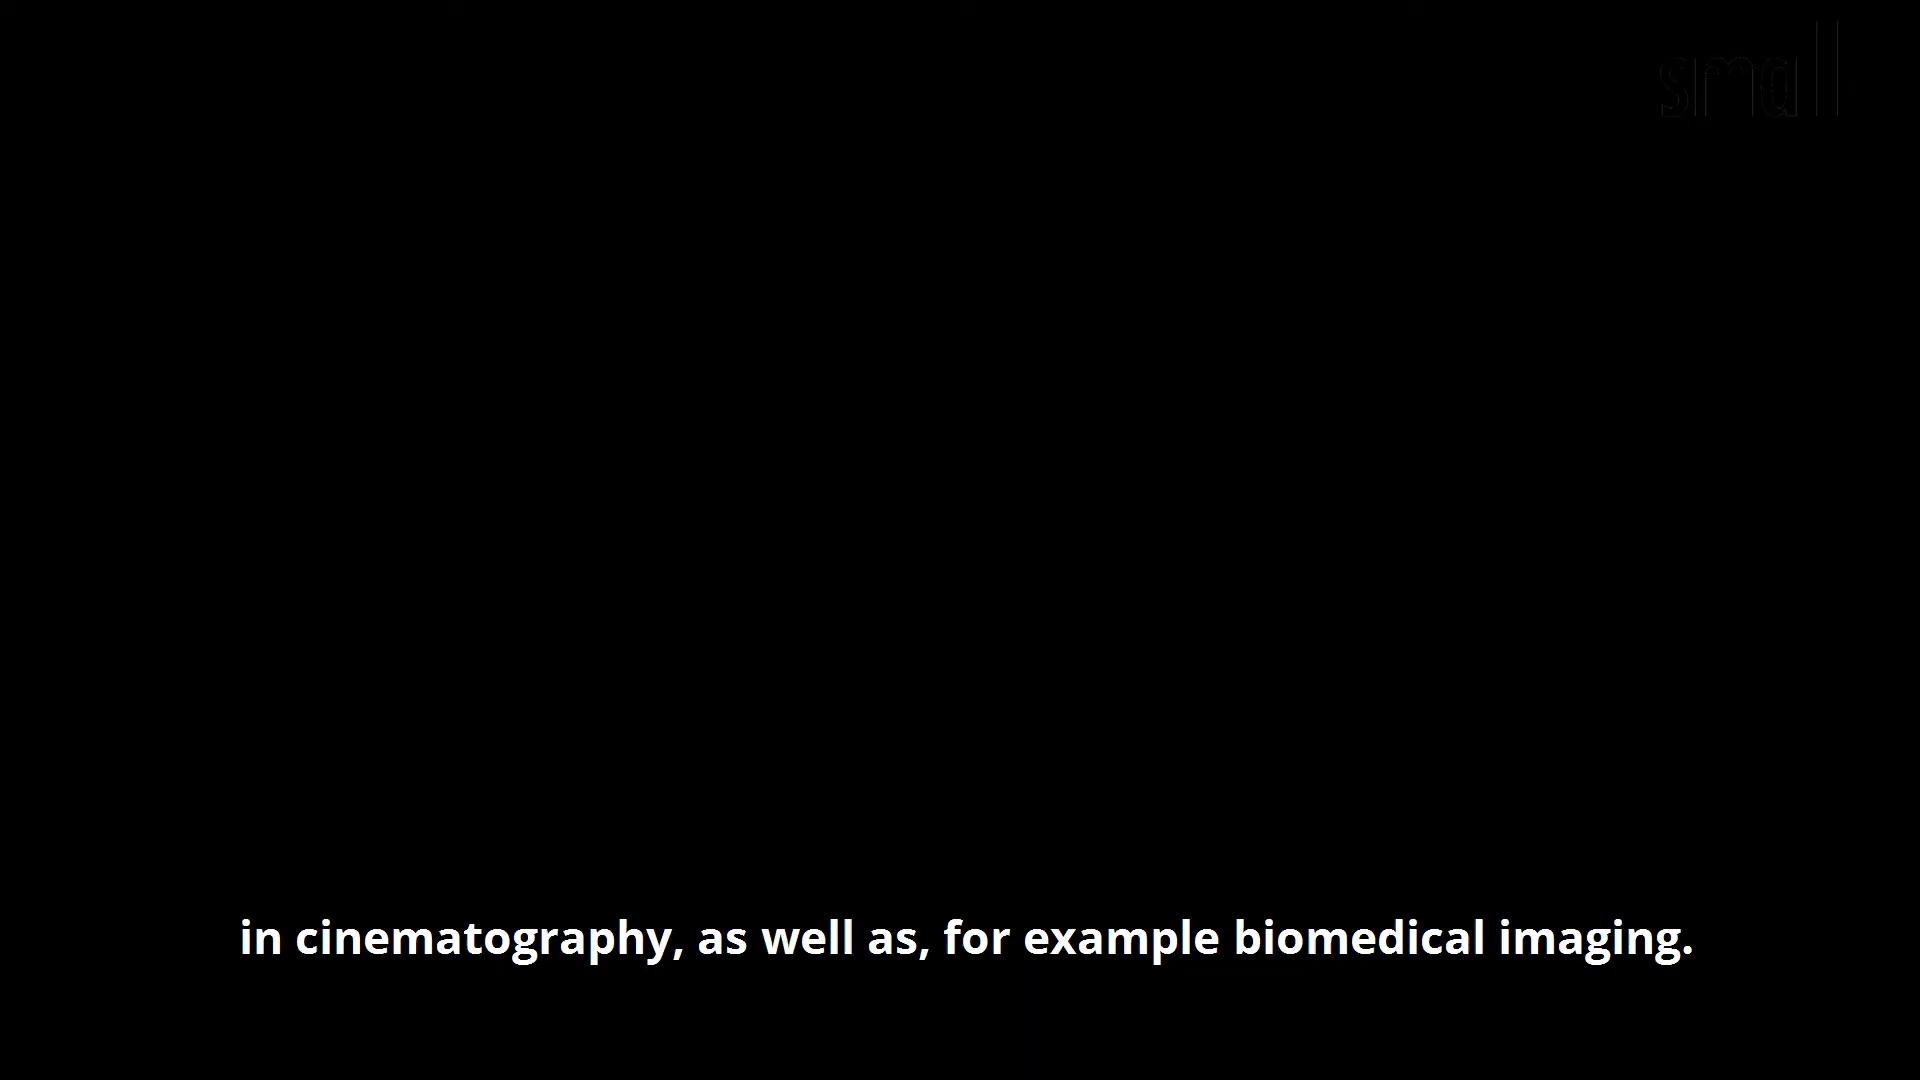 small
in cinematography, as well as, for example biomedical imaging.